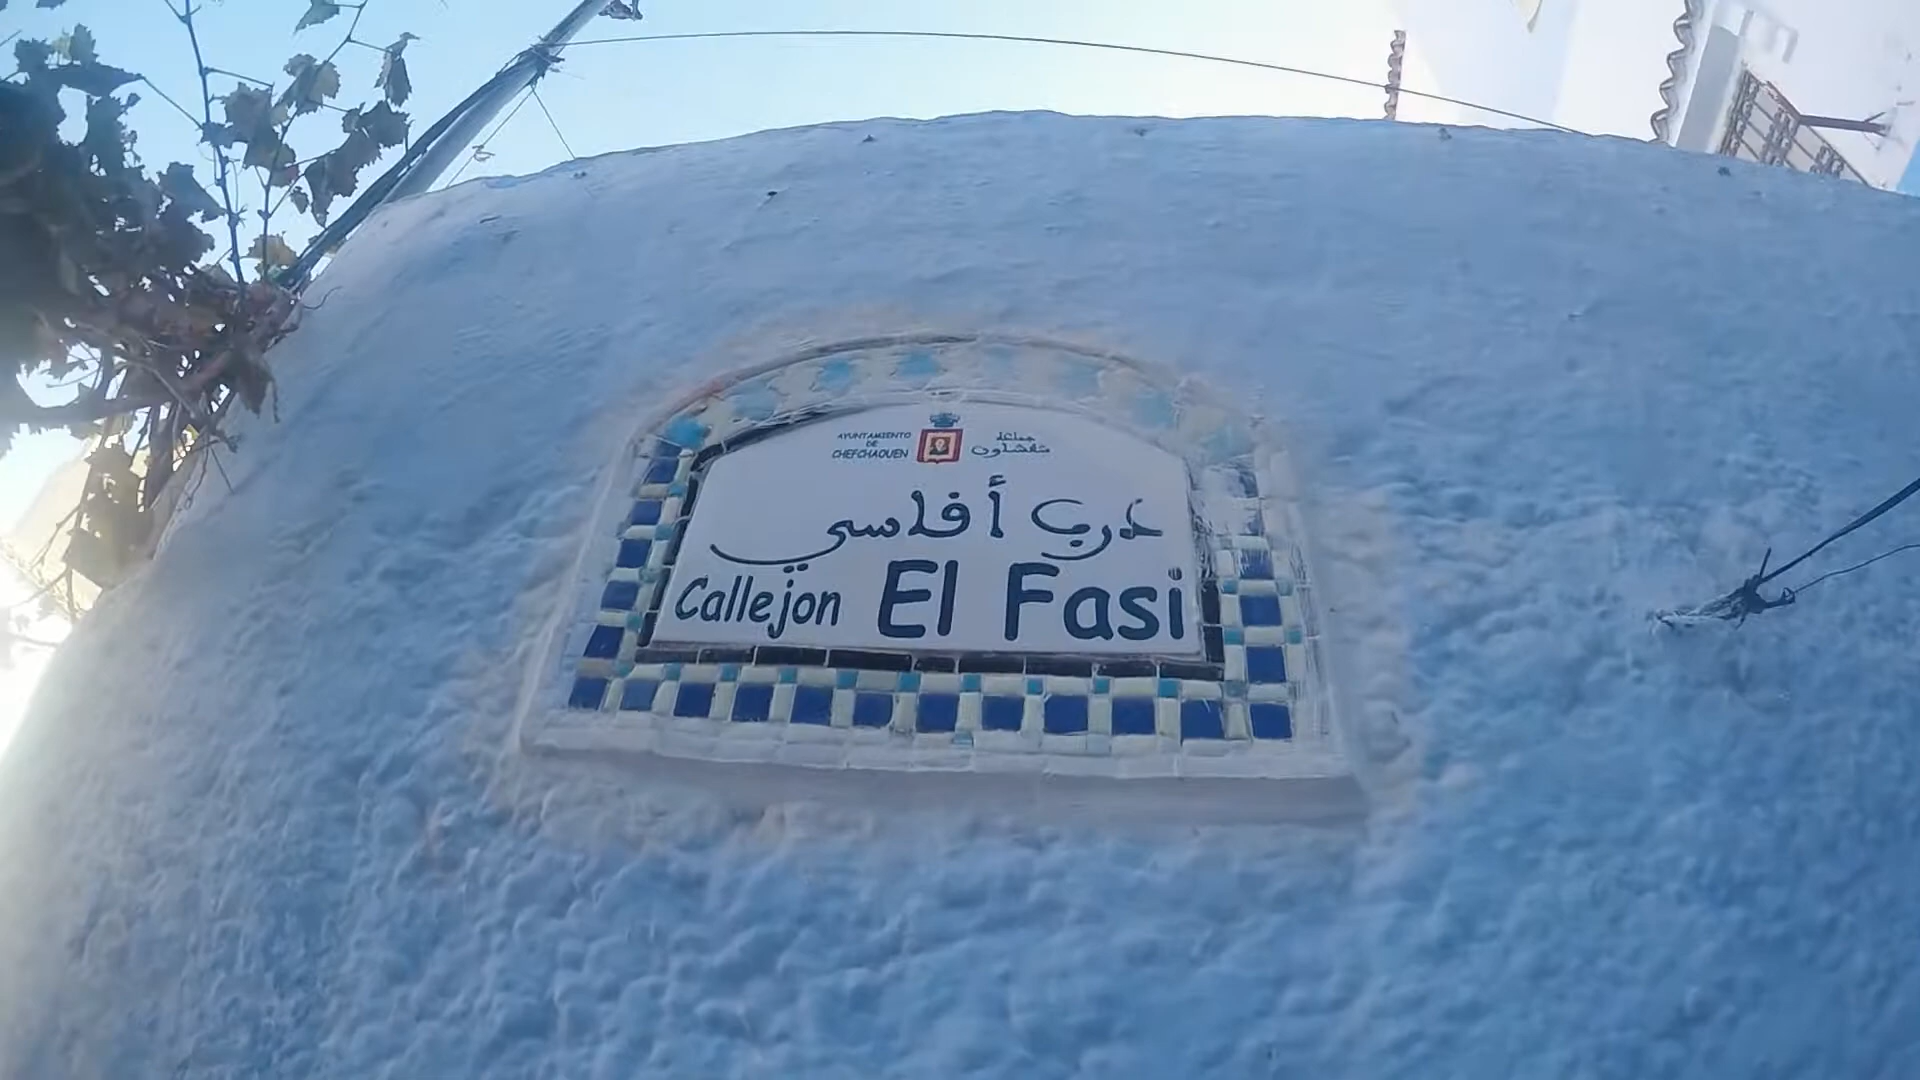 AYUNTAMIENTO
DE
CHEFCHAOUEN
جماعة
شفشاون
درب أفاسي
Callejon El Fasi